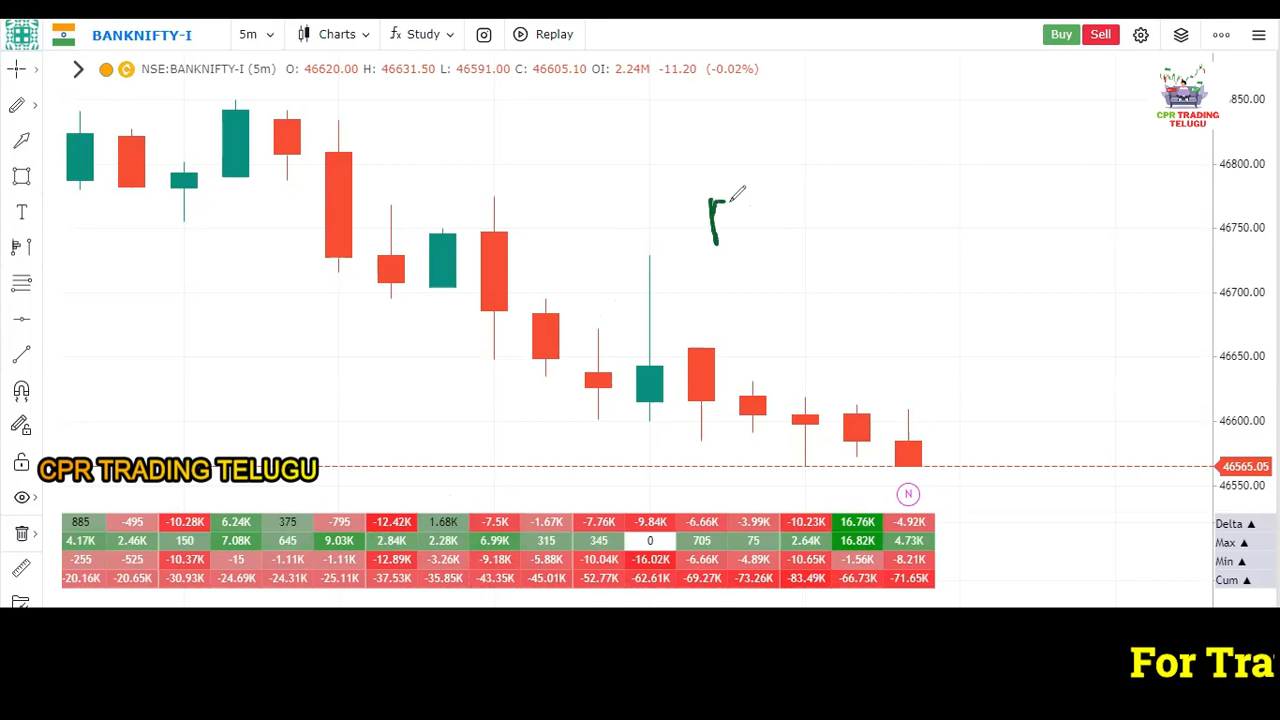 BANKNIFTY-I 5m Charts Study Replay Buy Sell
NSE:BANKNIFTY-I (5m) O: 46620.00 H: 46631.50 L: 46591.00 C: 46605.10 OI: 2.24M -11.20 (-0.02%)
850.00
CPR TRADING
TELUGU
46800.00
46750.00
46700.00
46650.00
46600.00
CPR TRADING TELUGU
46565.05
46550.00
N
885 -495 -10.28K 6.24K 375 -795 -12.42K 1.68K -7.5K -1.67K -7.76K -9.84K -6.66K -3.99K -10.23K 16.76K -4.92K Delta ▲
4.17K 2.46K 150 7.08K 645 9.03K 2.84K 2.28K 6.99K 315 345 0 705 75 2.64K 16.82K 4.73K Max ▲
-255 -525 -10.37K -15 -1.11K -1.11K -12.89K -3.26K -9.18K -5.88K -10.04K -16.02K -6.66K -4.89K -10.65K -1.56K -8.21K Min ▲
-20.16K -20.65K -30.93K -24.69K -24.31K -25.11K -37.53K -35.85K -43.35K -45.01K -52.77K -62.61K -69.27K -73.26K -83.49K -66.73K -71.65K Cum ▲
For Tra